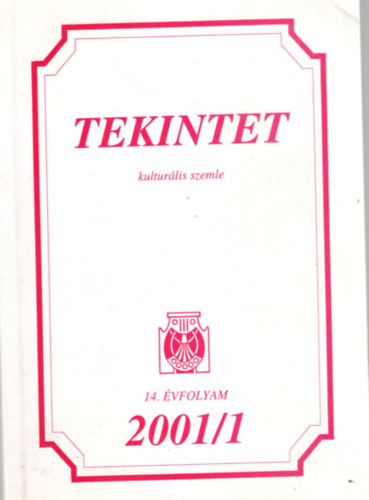 TEKINTET
kulturális szemle
14. ÉVFOLYAM
2001/1